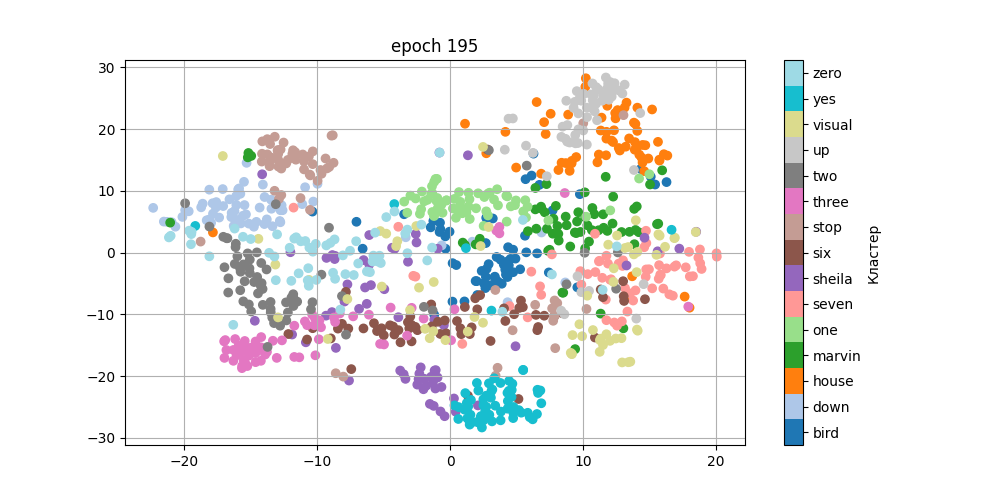 epoch 195
30
20
10
0
−10
−20
−30
−20
−10
0
10
20
zero
yes
visual
up
two
three
stop
six
sheila
seven
one
marvin
house
down
bird
Кластер